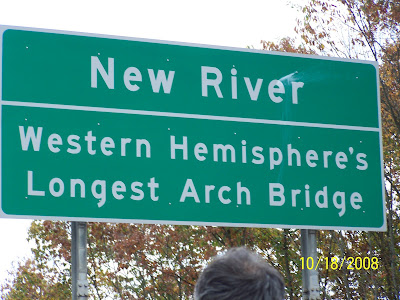 New River
Western Hemisphere's
Longest Arch Bridge
10/18/2008